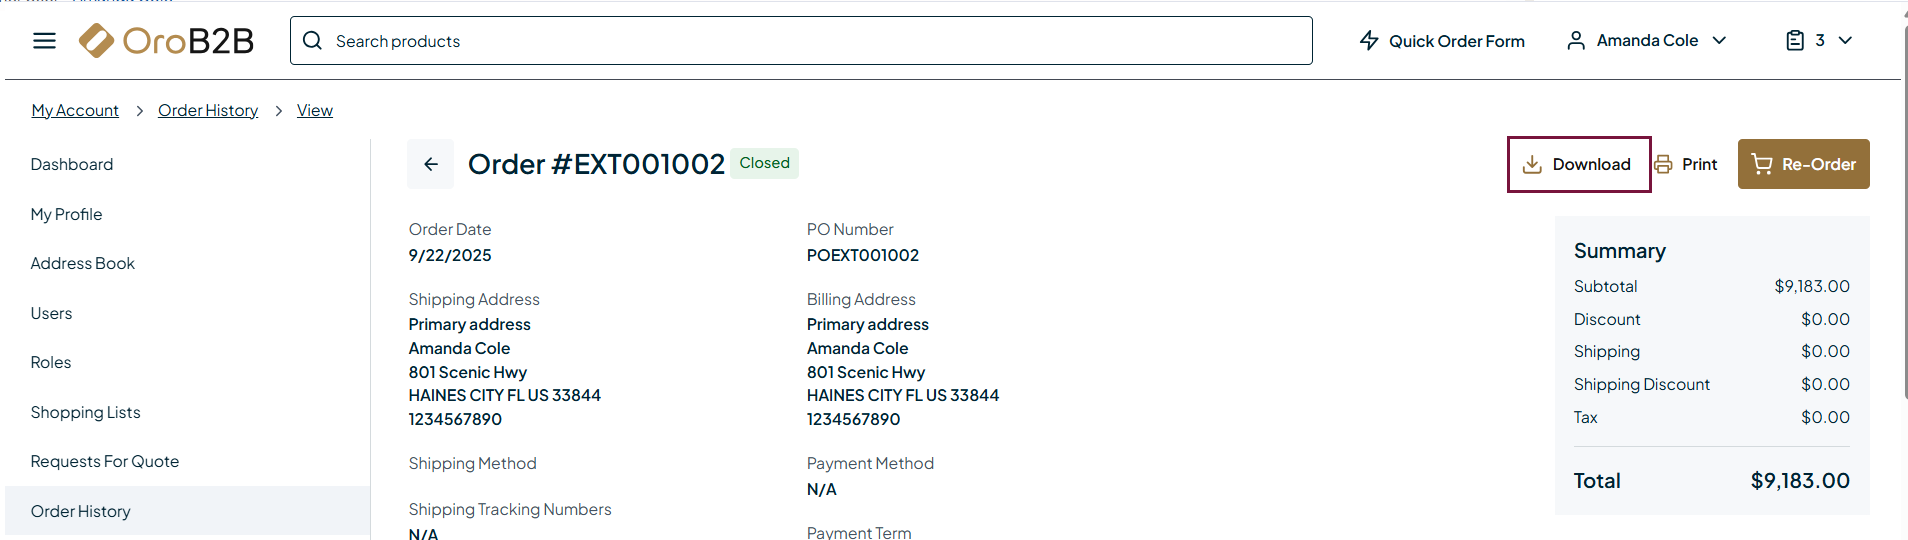 OroB2B
Search products
Quick Order Form
Amanda Cole
3
My Account > Order History > View
Dashboard
My Profile
Address Book
Users
Roles
Shopping Lists
Requests For Quote
Order History
Order #EXT001002
Closed
Download
Print
Re-Order
Order Date
9/22/2025
PO Number
POEXT001002
Shipping Address
Primary address
Amanda Cole
801 Scenic Hwy
HAINES CITY FL US 33844
1234567890
Billing Address
Primary address
Amanda Cole
801 Scenic Hwy
HAINES CITY FL US 33844
1234567890
Shipping Method
Payment Method
N/A
Shipping Tracking Numbers
N/A
Payment Term
Summary
Subtotal $9,183.00
Discount $0.00
Shipping $0.00
Shipping Discount $0.00
Tax $0.00
Total $9,183.00